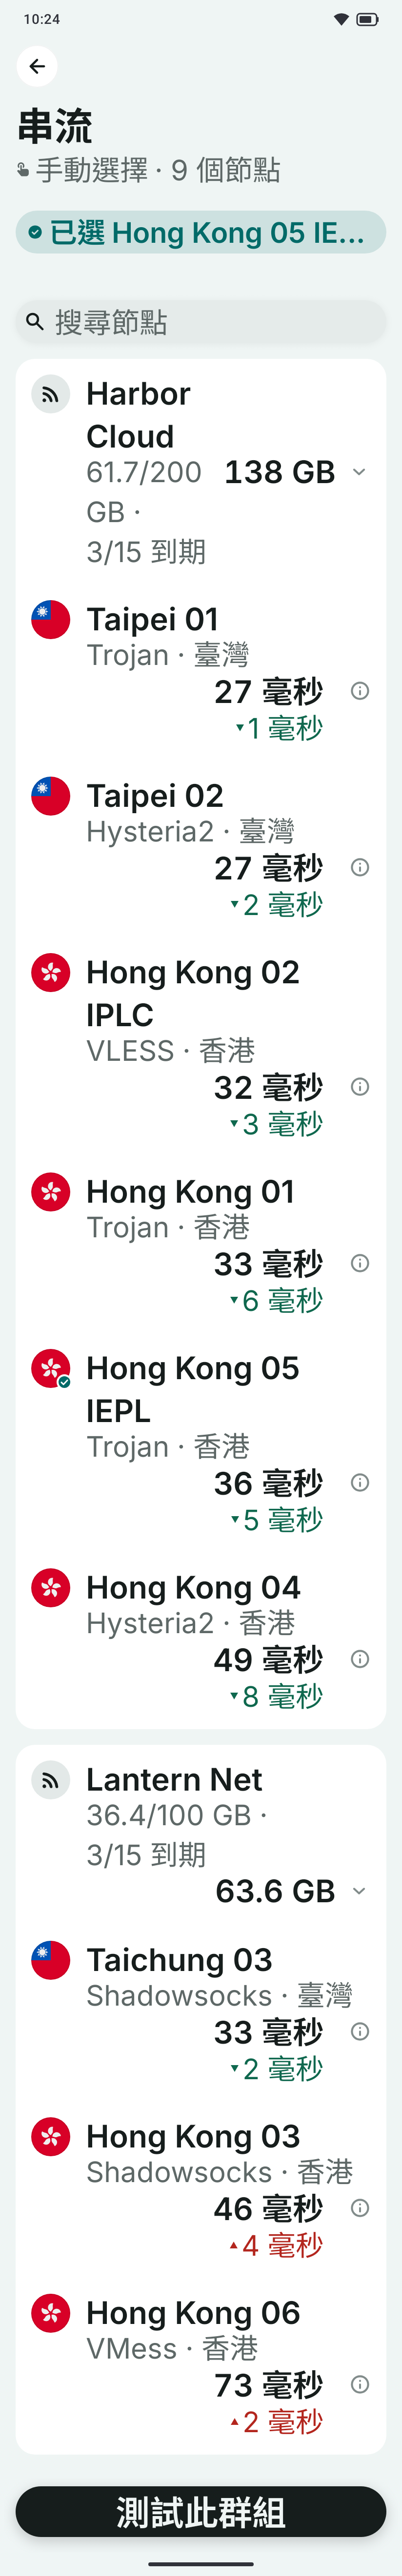 10:24
串流
手動選擇 · 9 個節點
已選 Hong Kong 05 IE...
搜尋節點
Harbor
Cloud
61.7/200
GB ·
3/15 到期
138 GB
Taipei 01
Trojan · 臺灣
27 毫秒
▼1 毫秒
Taipei 02
Hysteria2 · 臺灣
27 毫秒
▼2 毫秒
Hong Kong 02
IPLC
VLESS · 香港
32 毫秒
▼3 毫秒
Hong Kong 01
Trojan · 香港
33 毫秒
▼6 毫秒
Hong Kong 05
IEPL
Trojan · 香港
36 毫秒
▼5 毫秒
Hong Kong 04
Hysteria2 · 香港
49 毫秒
▼8 毫秒
Lantern Net
36.4/100 GB ·
3/15 到期
63.6 GB
Taichung 03
Shadowsocks · 臺灣
33 毫秒
▼2 毫秒
Hong Kong 03
Shadowsocks · 香港
46 毫秒
▲4 毫秒
Hong Kong 06
VMess · 香港
73 毫秒
▲2 毫秒
測試此群組